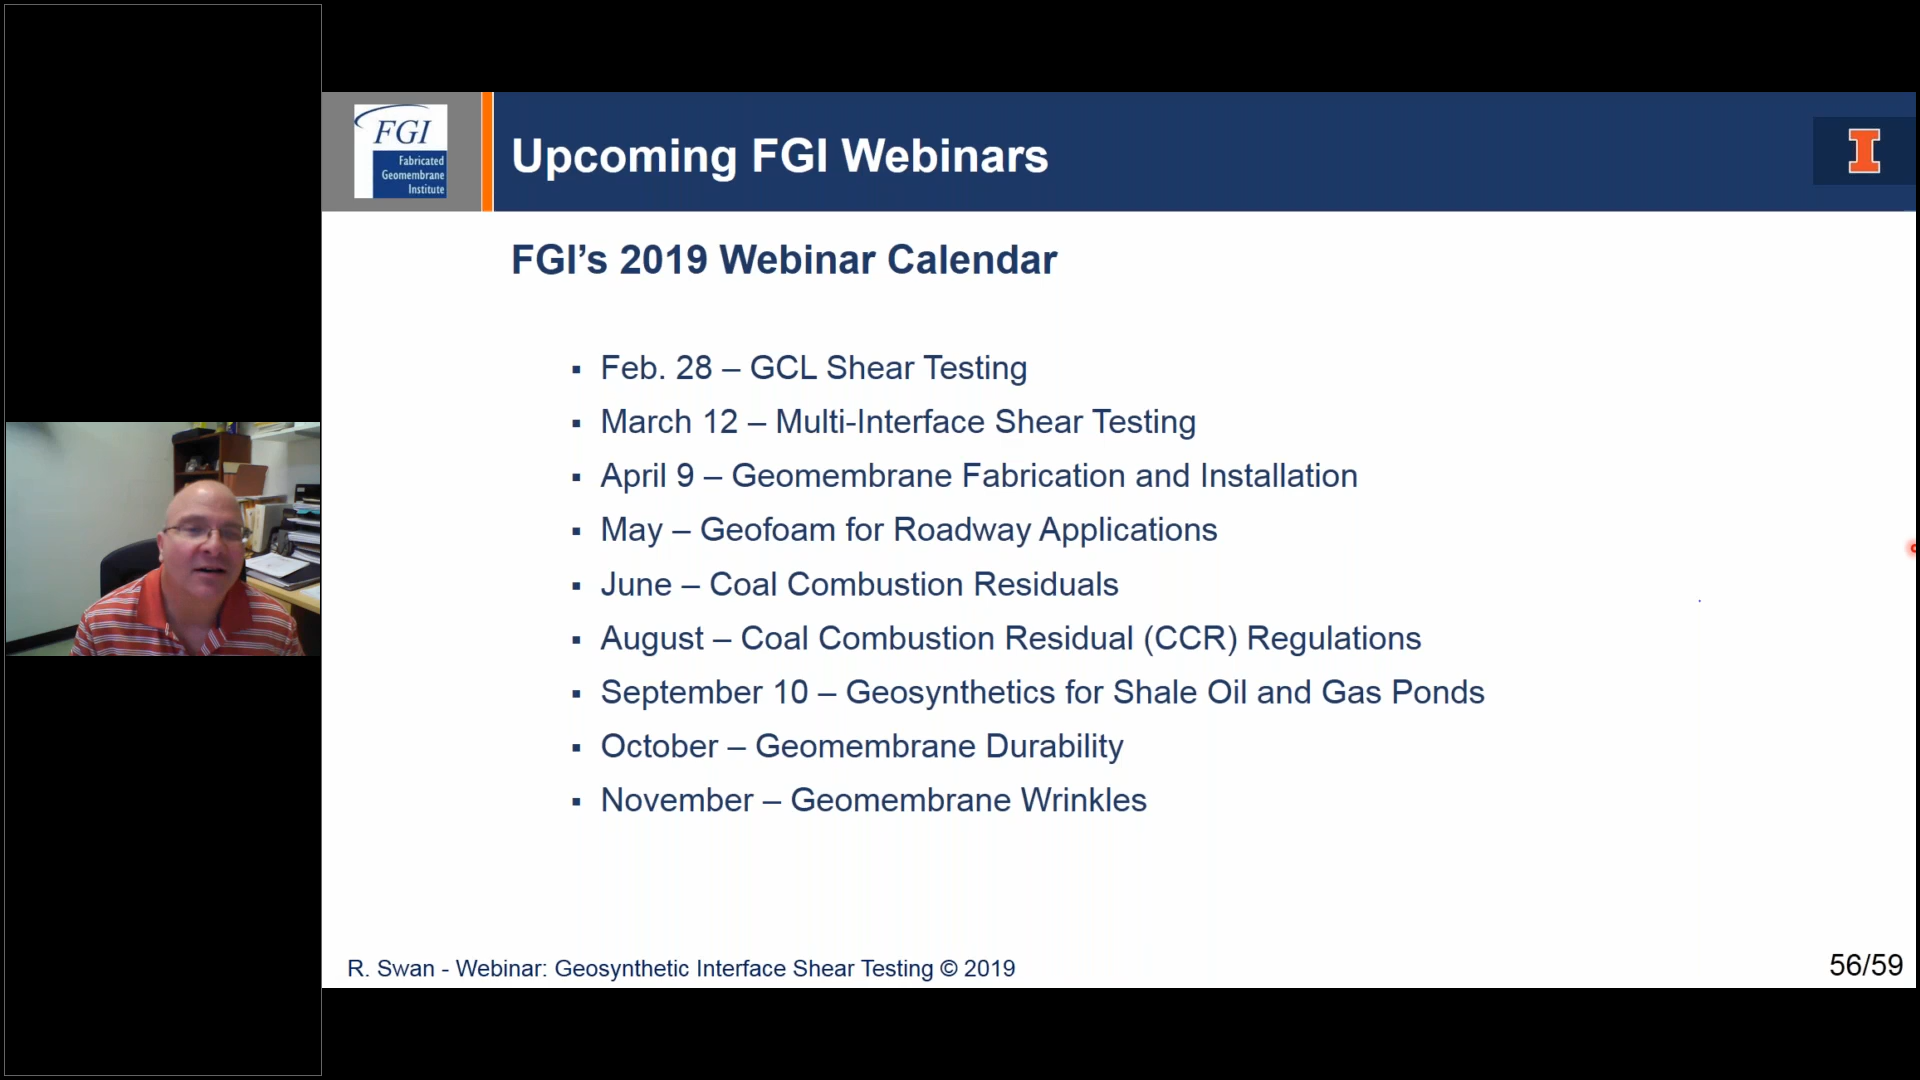 FGI
Fabricated
Geomembrane
Institute
Upcoming FGI Webinars
I
FGI’s 2019 Webinar Calendar
▪ Feb. 28 – GCL Shear Testing
▪ March 12 – Multi-Interface Shear Testing
▪ April 9 – Geomembrane Fabrication and Installation
▪ May – Geofoam for Roadway Applications
▪ June – Coal Combustion Residuals
▪ August – Coal Combustion Residual (CCR) Regulations
▪ September 10 – Geosynthetics for Shale Oil and Gas Ponds
▪ October – Geomembrane Durability
▪ November – Geomembrane Wrinkles
R. Swan - Webinar: Geosynthetic Interface Shear Testing © 2019
56/59